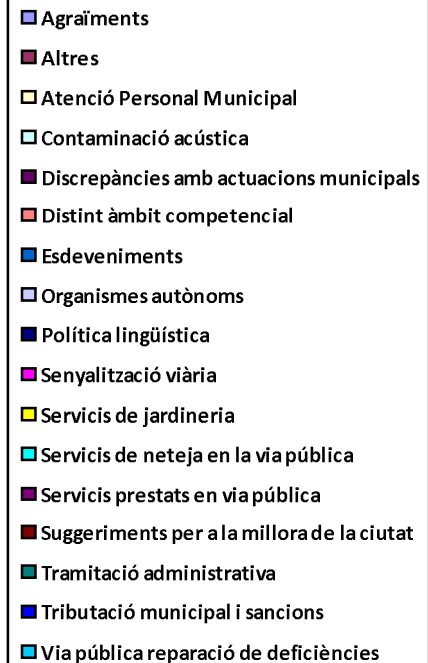 Agraïments
Altres
Atenció Personal Municipal
Contaminació acústica
Discrepàncies amb actuacions municipals
Distint àmbit competencial
Esdeveniments
Organismes autònoms
Política lingüística
Senyalització viària
Servicis de jardineria
Servicis de neteja en la via pública
Servicis prestats en via pública
Suggeriments per a la millora de la ciutat
Tramitació administrativa
Tributació municipal i sancions
Via pública reparació de deficiències